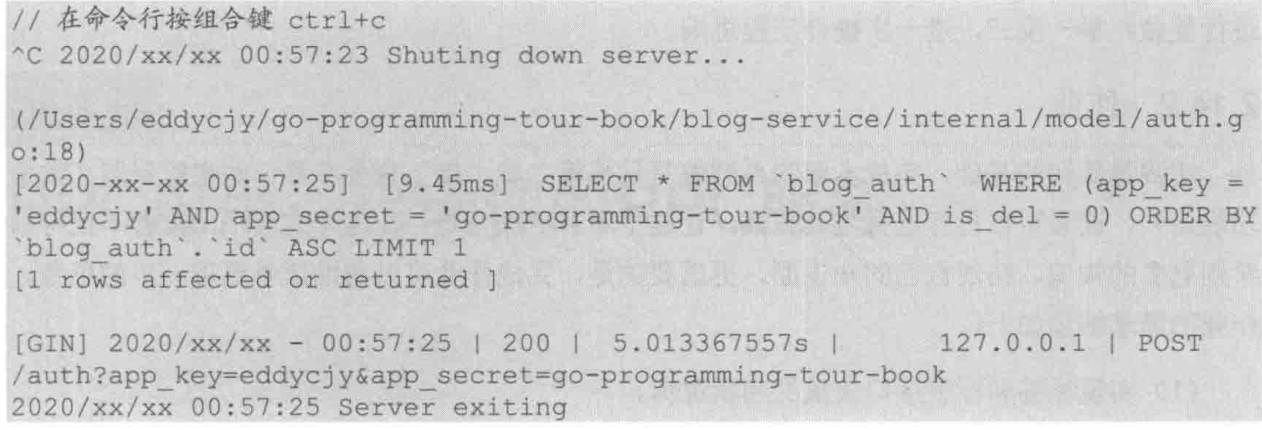 // 在命令行按组合键 ctrl+c
^C 2020/xx/xx 00:57:23 Shuting down server...
(/Users/eddycjy/go-programming-tour-book/blog-service/internal/model/auth.g
o:18)
[2020-xx-xx 00:57:25]  [9.45ms]  SELECT * FROM `blog_auth`  WHERE (app_key =
'eddycjy' AND app_secret = 'go-programming-tour-book' AND is_del = 0) ORDER BY
`blog_auth`.`id` ASC LIMIT 1
[1 rows affected or returned ]
[GIN] 2020/xx/xx - 00:57:25 | 200 |  5.013367557s |       127.0.0.1 | POST
/auth?app_key=eddycjy&app_secret=go-programming-tour-book
2020/xx/xx 00:57:25 Server exiting